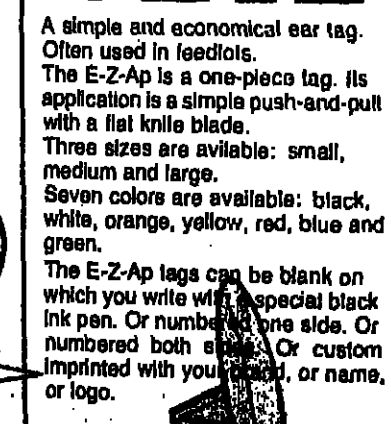 A simple and economical ear tag.
Often used in feedlots.
The E-Z-Ap is a one-piece tag. Its
application is a simple push-and-pull
with a flat knife blade.
Three sizes are avilable: small,
medium and large.
Seven colors are available: black,
white, orange, yellow, red, blue and
green.
The E-Z-Ap tags can be blank on
which you write with a special black
ink pen. Or numbered one side. Or
numbered both Or custom
imprinted with your or name,
or logo.